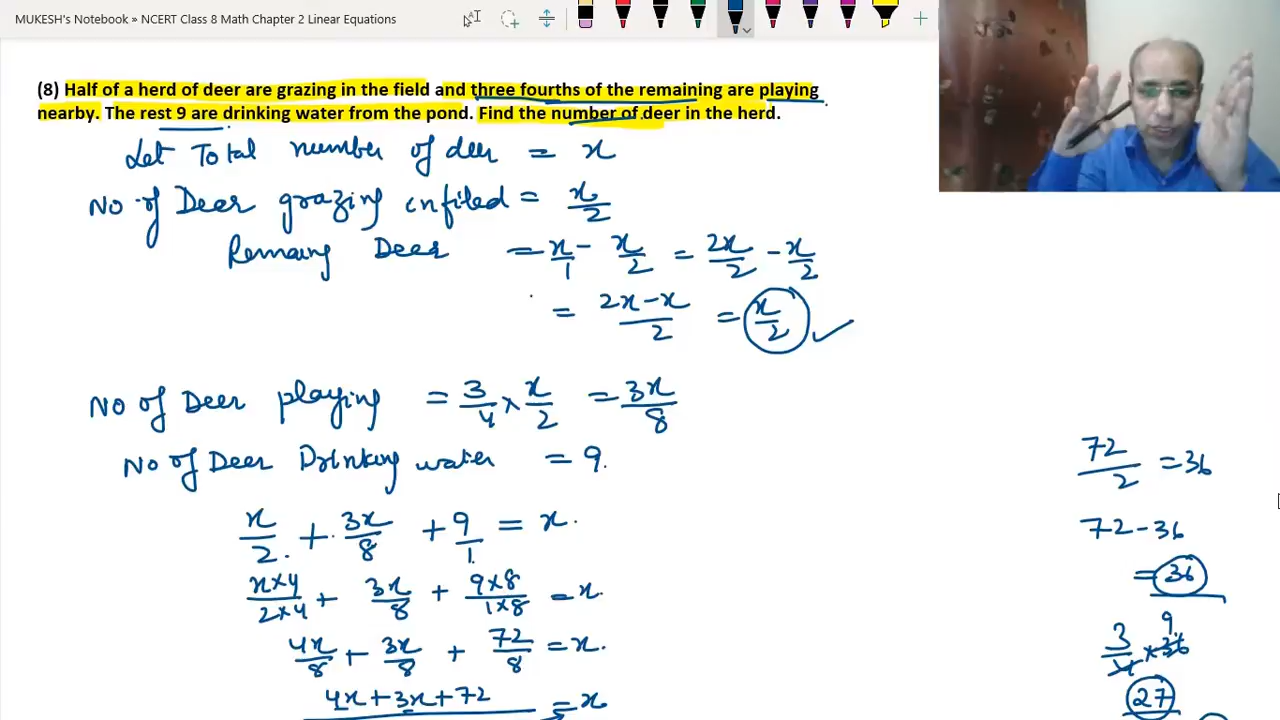 MUKESH's Notebook » NCERT Class 8 Math Chapter 2 Linear Equations
(8) Half of a herd of deer are grazing in the field and three fourths of the remaining are playing
nearby. The rest 9 are drinking water from the pond. Find the number of deer in the herd.
Let Total number of deer = x
No of Deer grazing infiled = x/2
Remaing Deer = x/1 - x/2 = 2x/2 - x/2
= 2x-x/2 = x/2 ✓
No of Deer playing = 3/4 × x/2 = 3x/8
No of Deer Drinking water = 9.
x/2 + 3x/8 + 9/1 = x
x×4/2×4 + 3x/8 + 9×8/1×8 = x
4x/8 + 3x/8 + 72/8 = x
4x+3x+72 = x
72/2 = 36
72-36
= 36
3/4 × 36 9
27